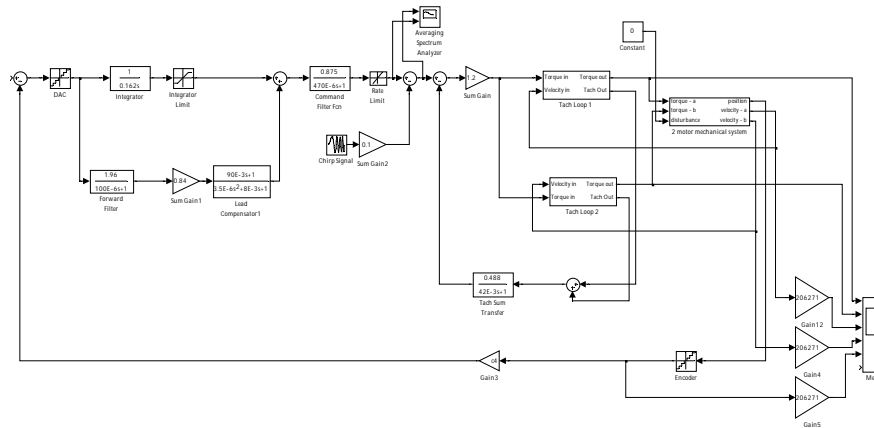 Averaging
Spectrum
Analyzer
0
Constant
DAC
1
0.162s
Integrator
Integrator
Limit
0.875
470E-6s+1
Command
Filter Fcn
Rate
Limit
1.2
Sum Gain
Torque in
Torque out
Velocity in
Tach Out
Tach Loop 1
torque - a
position
torque - b
velocity - a
disturbance
velocity - b
2 motor mechanical system
Chirp Signal
0.1
Sum Gain2
1.96
100E-6s+1
Forward
Filter
0.84
Sum Gain1
90E-3s+1
3.5E-6s²+8E-3s+1
Lead
Compensator1
Velocity in
Torque out
Torque in
Tach Out
Tach Loop 2
0.488
42E-3s+1
Tach Sum
Transfer
206271
Gain12
206271
Gain4
c4
Gain3
Encoder
206271
Gain5